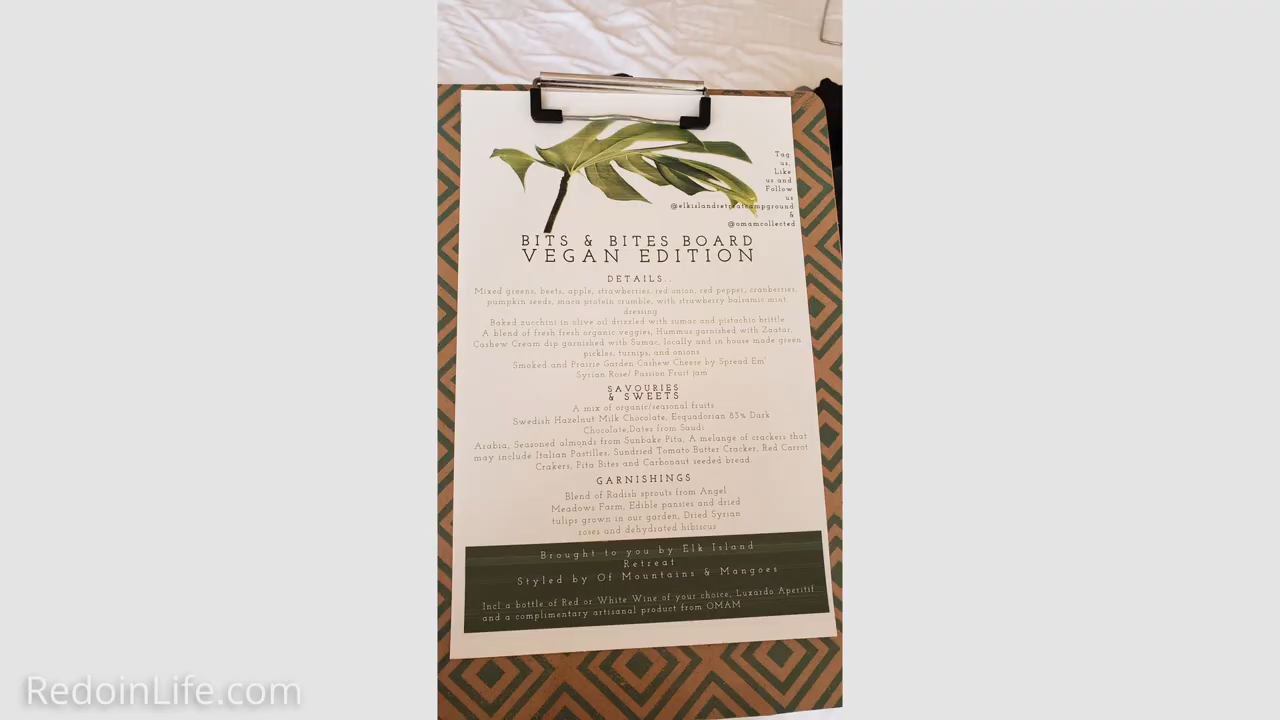 Tag
us,
Like
us and
Follow
us
@elkislandretreatcampground
&
@omamcollected
BITS & BITES BOARD
VEGAN EDITION
DETAILS..
Mixed greens, beets, apple, strawberries, red onion, red pepper, cranberries,
pumpkin seeds, maca protein crumble, with strawberry balsamic mint
dressing
Baked zucchini in olive oil drizzled with sumac and pistachio brittle
A blend of fresh fresh organic veggies, Hummus garnished with Zaatar,
Cashew Cream dip garnished with Sumac, locally and in house made green
pickles, turnips, and onions
Smoked and Prairie Garden Cashew Cheese by Spread Em'
Syrian Rose/ Passion Fruit jam
SAVOURIES
& SWEETS
A mix of organic/seasonal fruits
Swedish Hazelnut Milk Chocolate, Ecquadorian 83% Dark
Chocolate,Dates from Saudi
Arabia, Seasoned almonds from Sunbake Pita, A melange of crackers that
may include Italian Pastilles, Sundried Tomato Butter Cracker, Red Carrot
Crakers, Pita Bites and Carbonaut seeded bread.
GARNISHINGS
Blend of Radish sprouts from Angel
Meadows Farm, Edible pansies and dried
tulips grown in our garden, Dried Syrian
roses and dehydrated hibiscus
Brought to you by Elk Island
Retreat
Styled by Of Mountains & Mangoes
Incl a bottle of Red or White Wine of your choice, Luxardo Aperitif
and a complimentary artisanal product from OMAM
RedoinLife.com